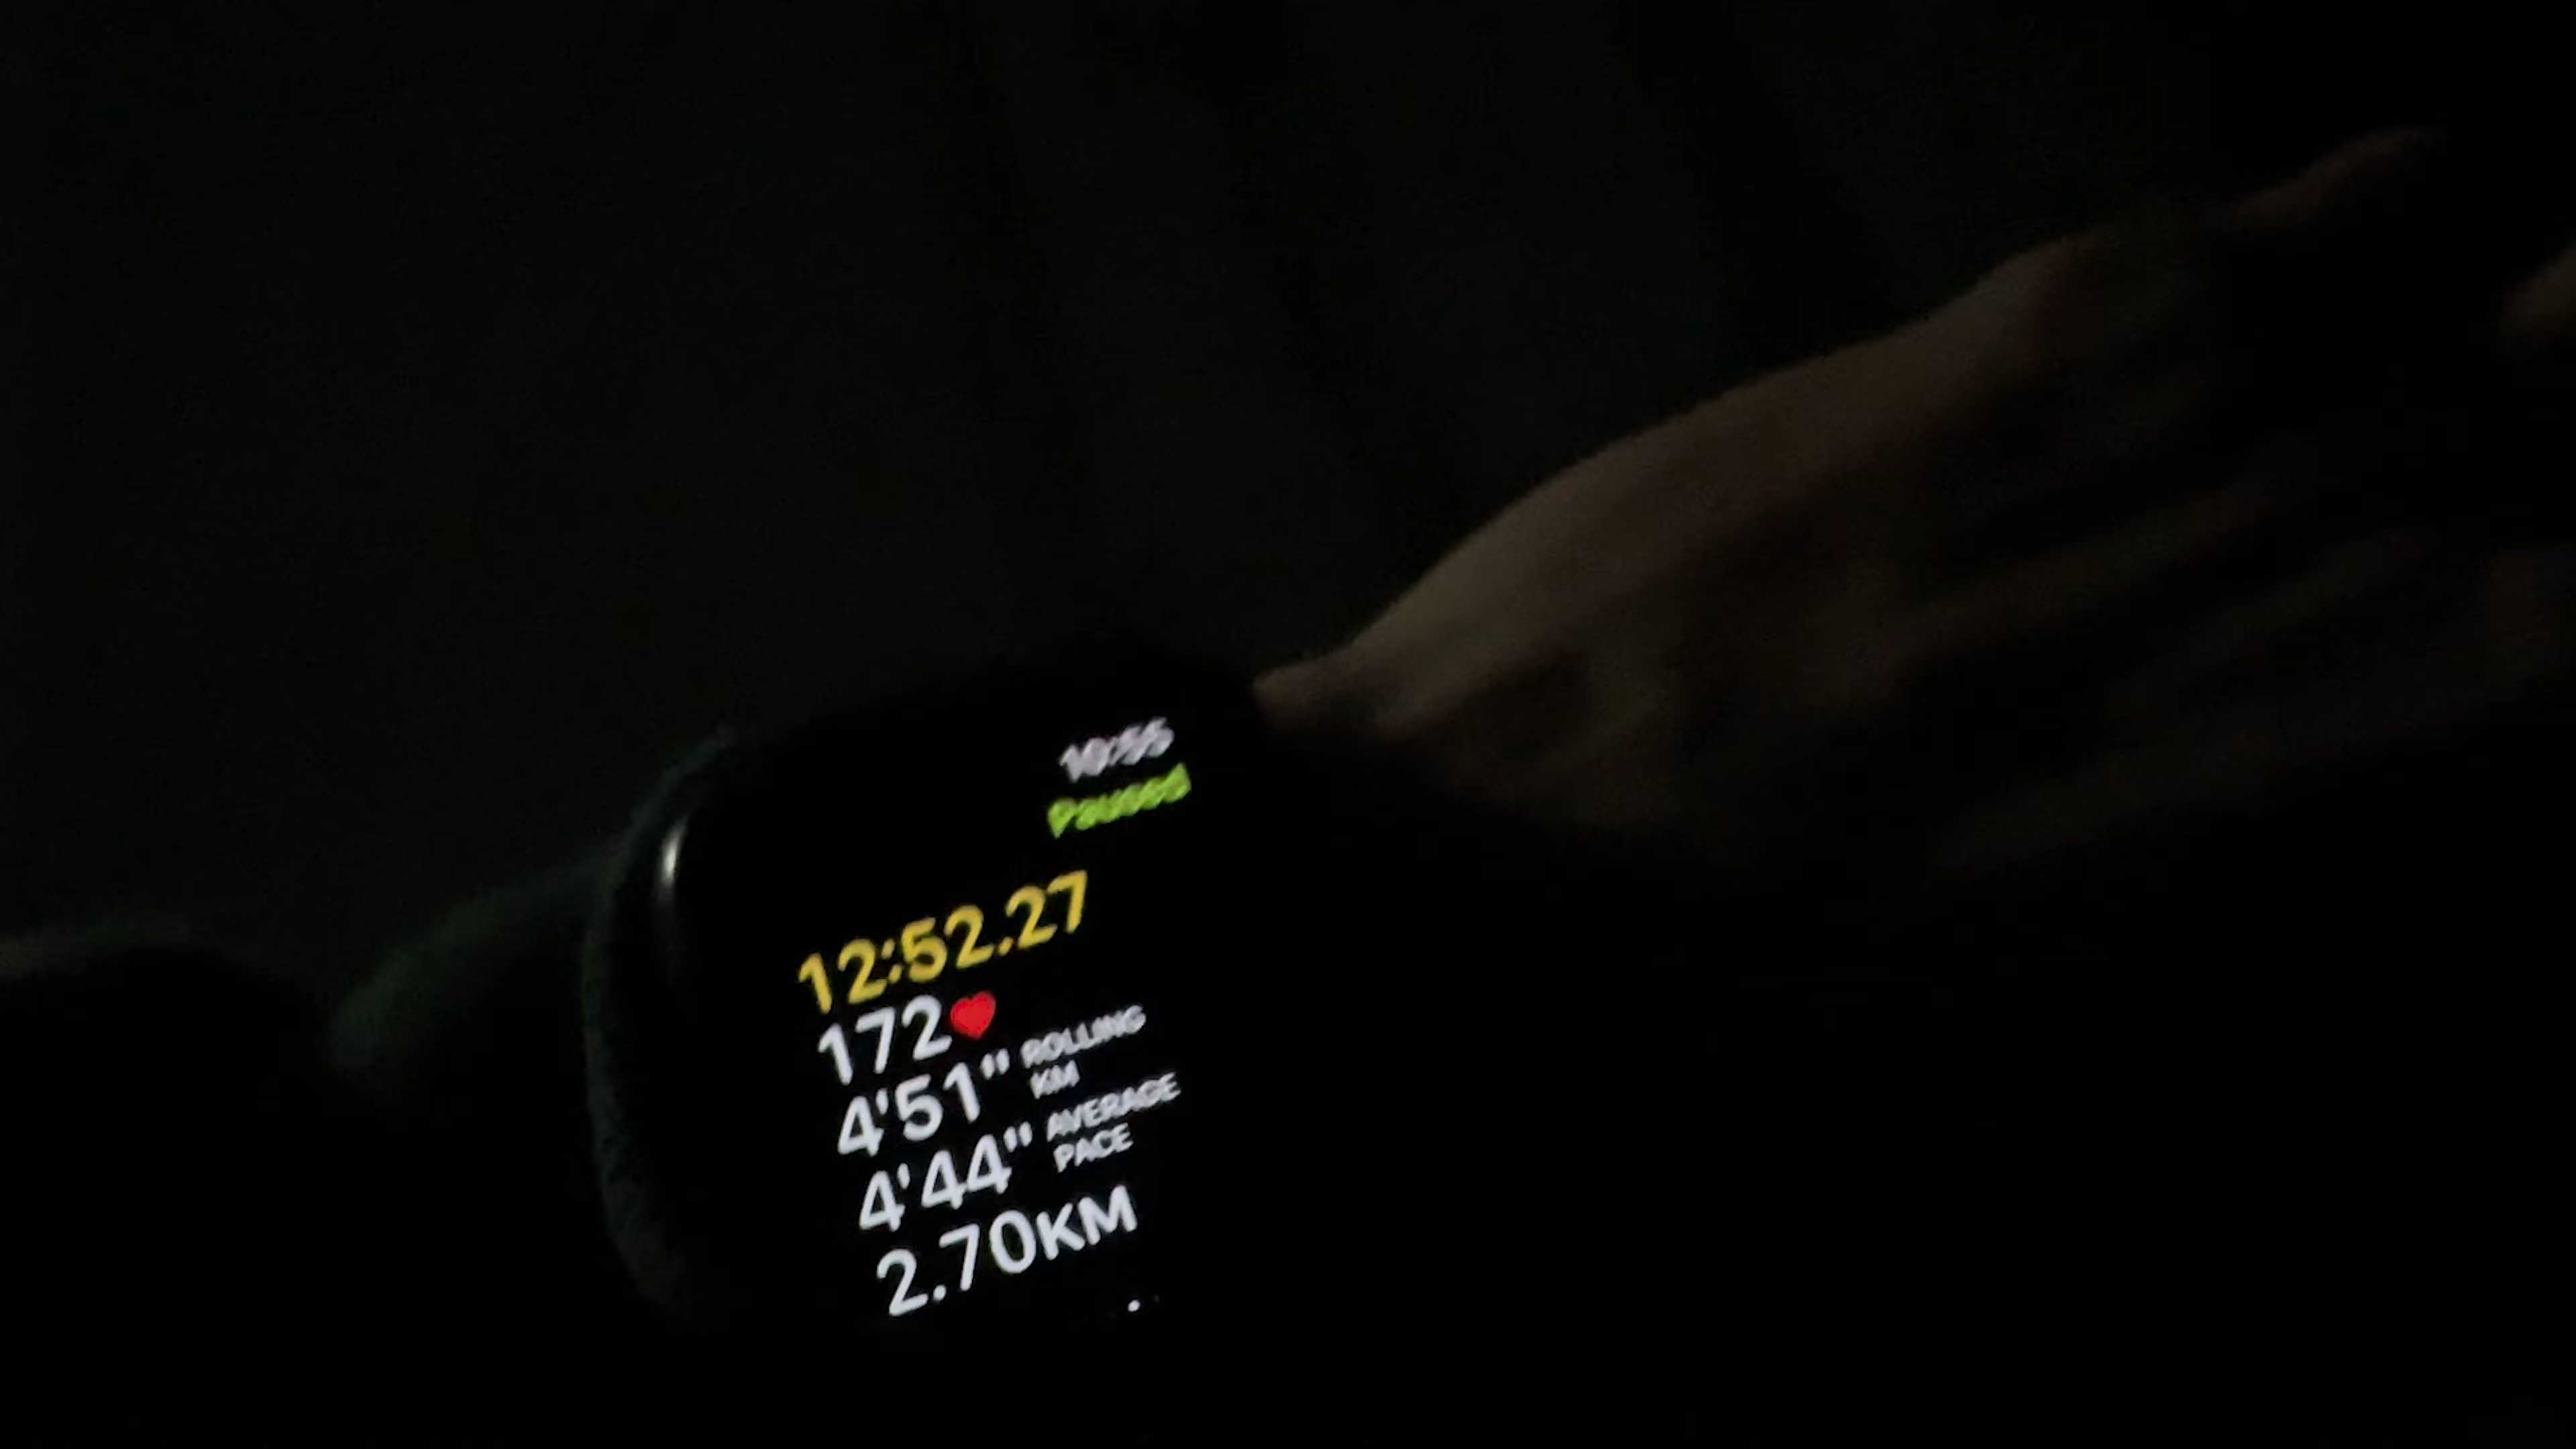 10:55
Paused
12:52.27
172
4'51" ROLLING KM
4'44" AVERAGE PACE
2.70KM